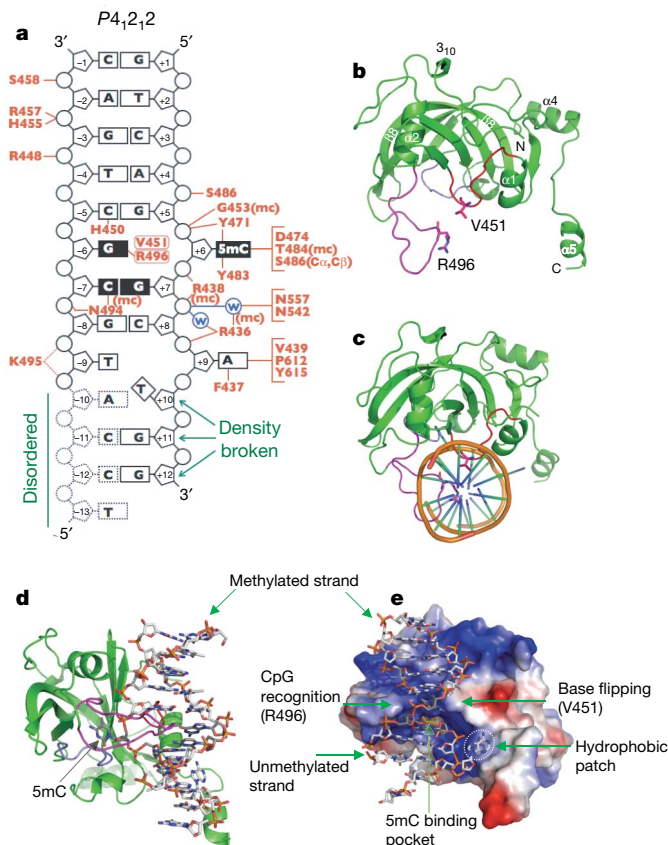 P4₁2₁2
a
3′ 5′
−1 C G +1
S458
−2 A T +2
R457
H455
−3 G C +3
R448
−4 T A +4
S486
−5 C G +5
G453(mc)
H450
Y471
−6 G V451
R496
+6 5mC
D474
T484(mc)
S486(Cα,Cβ)
Y483
−7 C G +7
R438
(mc)
(mc)
N494
w
w
(mc)
N557
N542
−8 G C +8
R436
K495
−9 T
+9 A
Y439
P612
Y615
F437
−10 A T +10
−11 C G +11
−12 C G +12
−13 T
3′
5′
Disordered
Density
broken
b
3₁₀
β8
α2
β8
α4
N
α1
V451
R496
α5
C
c
d
Methylated strand
e
CpG
recognition
(R496)
Base flipping
(V451)
Unmethylated
strand
Hydrophobic
patch
5mC
5mC binding
pocket